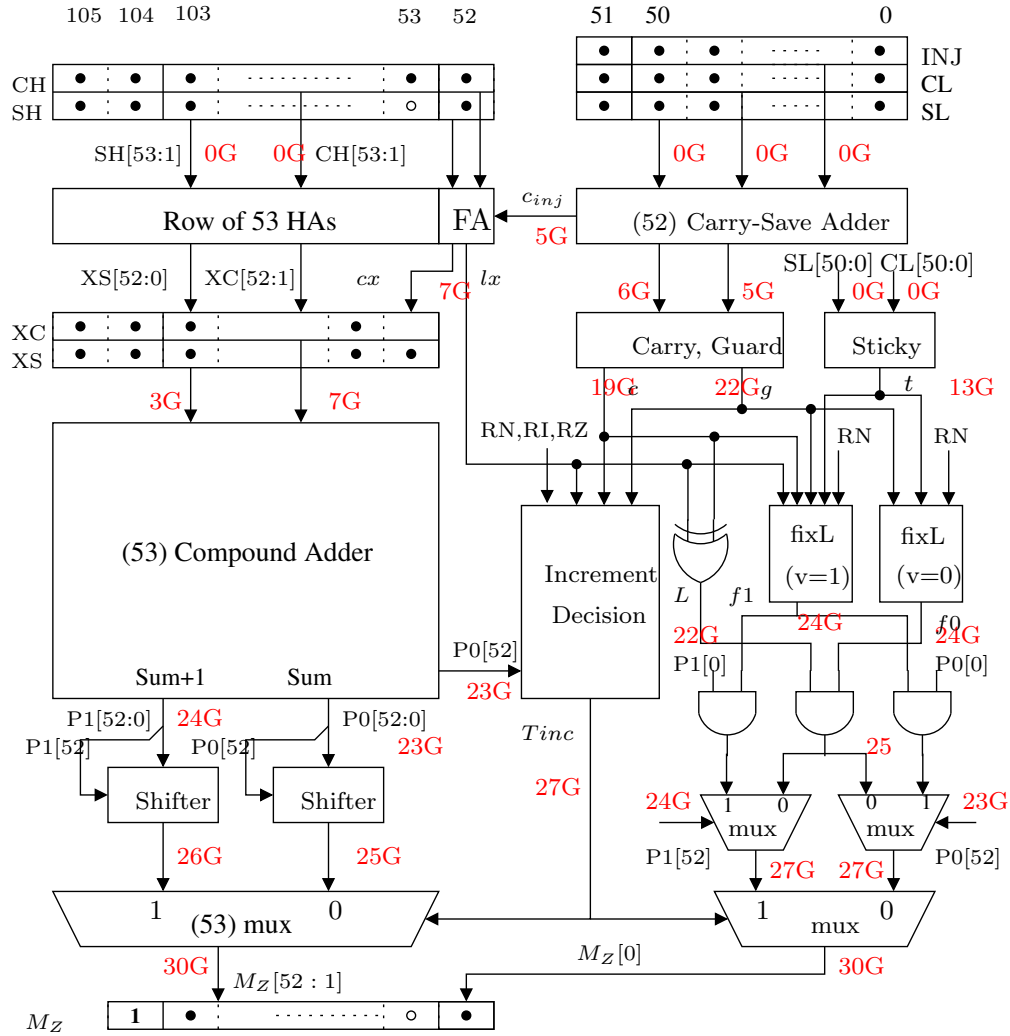 105 104 103 53 52 51 50 0
INJ
CH CL
SH SL
SH[53:1] 0G 0G CH[53:1] 0G 0G 0G
Row of 53 HAs FA c_inj (52) Carry-Save Adder
5G
SL[50:0] CL[50:0]
XS[52:0] XC[52:1] cx 7G lx 6G 5G 0G 0G
XC
XS
Carry, Guard Sticky
3G 7G 19G c 22G g t 13G
RN,RI,RZ RN RN
(53) Compound Adder
fixL fixL
(v=1) (v=0)
Increment
Decision
L f1 24G f0
22G 24G
P0[52] P1[0] P0[0]
23G
Sum+1 Sum
P1[52:0] 24G P0[52:0]
P1[52] P0[52] 23G Tinc 25
Shifter Shifter 27G 24G 1 0 0 1 23G
mux mux
26G 25G P1[52] 27G 27G P0[52]
1 0 1 0
(53) mux mux
30G M_Z[0] 30G
M_Z[52 : 1]
M_Z 1